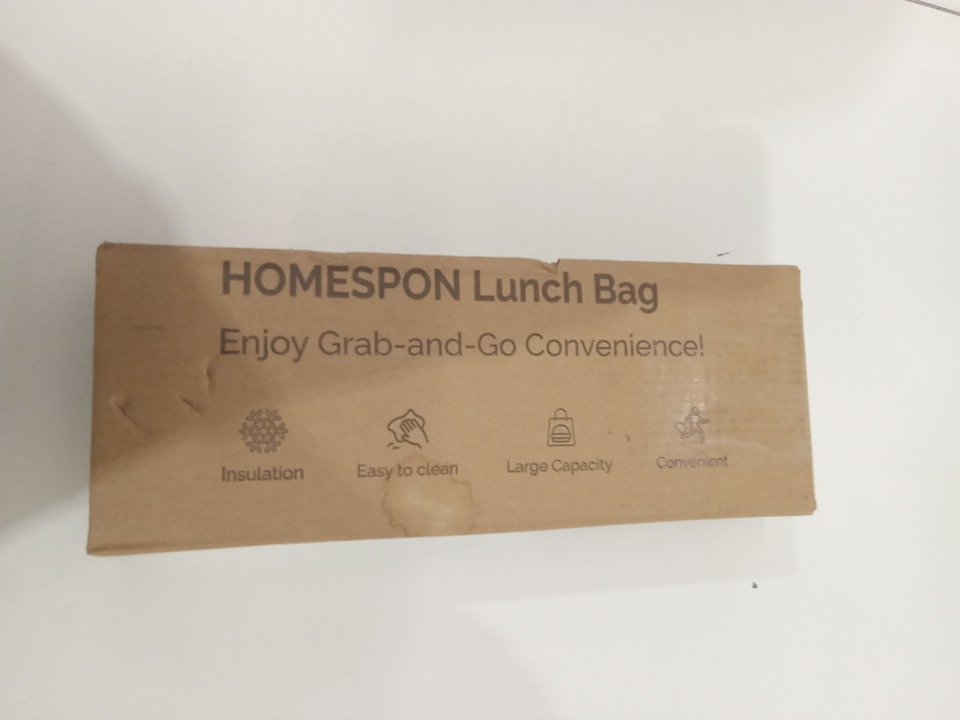 HOMESPON Lunch Bag
Enjoy Grab-and-Go Convenience!
Insulation Easy to clean Large Capacity Convenient